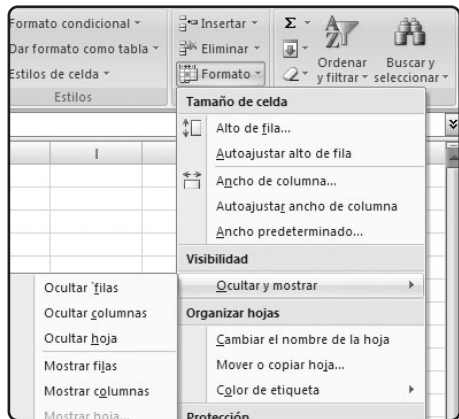 Formato condicional
Dar formato como tabla
Estilos de celda
Estilos
Insertar
Eliminar
Formato
Σ
Ordenar y filtrar
Buscar y seleccionar
Tamaño de celda
Alto de fila...
Autoajustar alto de fila
Ancho de columna...
Autoajustar ancho de columna
Ancho predeterminado...
Visibilidad
Ocultar y mostrar
Organizar hojas
Cambiar el nombre de la hoja
Mover o copiar hoja...
Color de etiqueta
Protección
I
Ocultar filas
Ocultar columnas
Ocultar hoja
Mostrar filas
Mostrar columnas
Mostrar hoja...